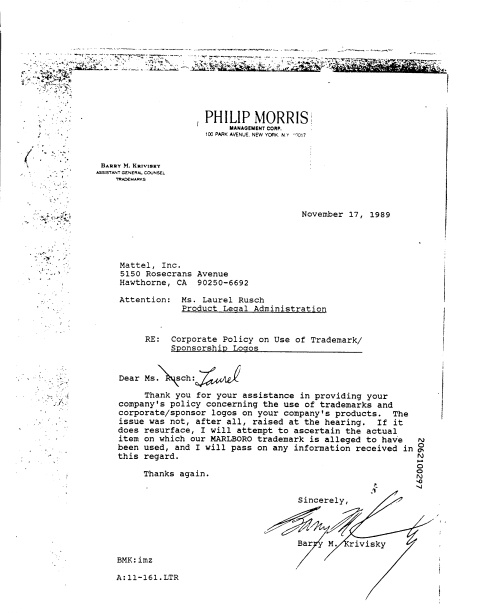 PHILIP MORRIS
MANAGEMENT CORP.
100 PARK AVENUE, NEW YORK, N.Y. 10017
BARRY M. KRIVISKY
ASSISTANT GENERAL COUNSEL
TRADEMARKS
November 17, 1989
Mattel, Inc.
5150 Rosecrans Avenue
Hawthorne, CA 90250-6692
Attention: Ms. Laurel Rusch
Product Legal Administration
RE: Corporate Policy on Use of Trademark/
Sponsorship Logos
Dear Ms. Rusch: Laurel
Thank you for your assistance in providing your
company's policy concerning the use of trademarks and
corporate/sponsor logos on your company's products. The
issue was not, after all, raised at the hearing. If it
does resurface, I will attempt to ascertain the actual
item on which our MARLBORO trademark is alleged to have
been used, and I will pass on any information received in
this regard.
Thanks again.
Sincerely,
Barry M. Krivisky
BMK:imz
A:11-161.LTR
2062100297